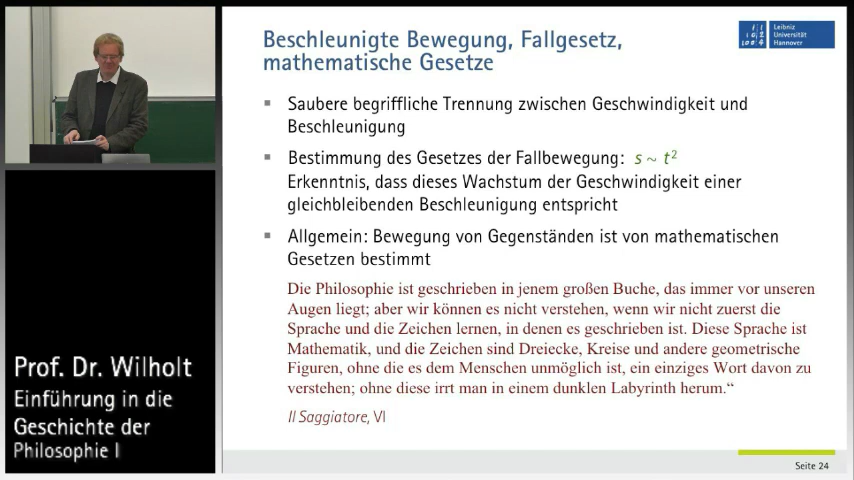 Beschleunigte Bewegung, Fallgesetz,
mathematische Gesetze
Leibniz
Universität
Hannover
Saubere begriffliche Trennung zwischen Geschwindigkeit und
Beschleunigung
Bestimmung des Gesetzes der Fallbewegung: s ~ t²
Erkenntnis, dass dieses Wachstum der Geschwindigkeit einer
gleichbleibenden Beschleunigung entspricht
Allgemein: Bewegung von Gegenständen ist von mathematischen
Gesetzen bestimmt
Die Philosophie ist geschrieben in jenem großen Buche, das immer vor unseren
Augen liegt; aber wir können es nicht verstehen, wenn wir nicht zuerst die
Sprache und die Zeichen lernen, in denen es geschrieben ist. Diese Sprache ist
Mathematik, und die Zeichen sind Dreiecke, Kreise und andere geometrische
Figuren, ohne die es dem Menschen unmöglich ist, ein einziges Wort davon zu
verstehen; ohne diese irrt man in einem dunklen Labyrinth herum.“
Il Saggiatore, VI
Seite 24
Prof. Dr. Wilholt
Einführung in die
Geschichte der
Philosophie I